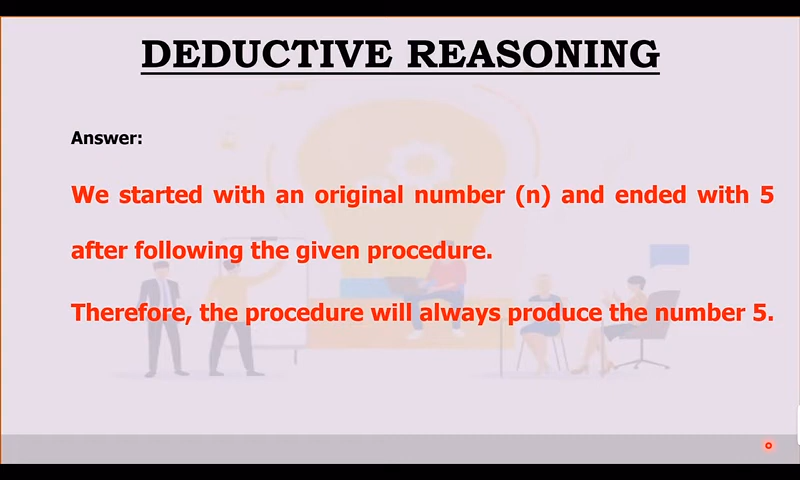 DEDUCTIVE REASONING
Answer:
We started with an original number (n) and ended with 5
after following the given procedure.
Therefore, the procedure will always produce the number 5.